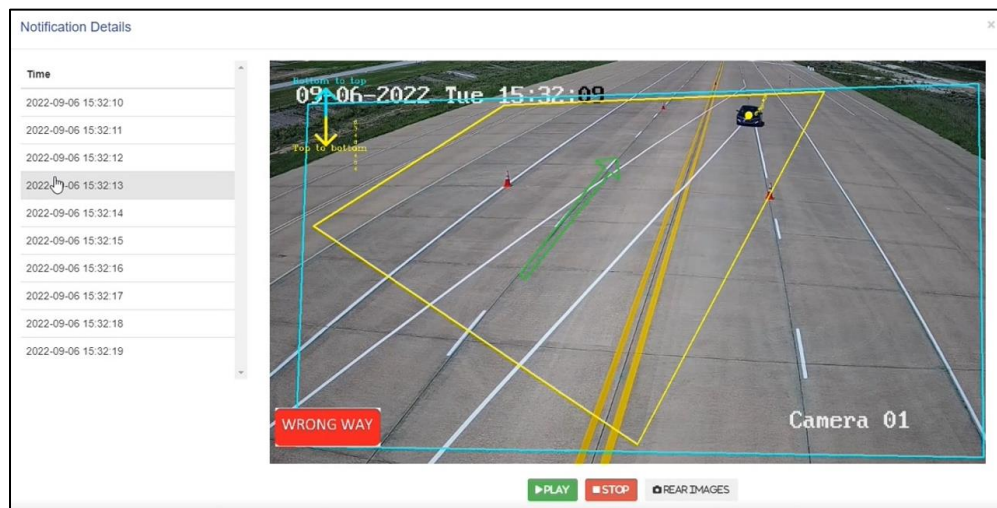 Notification Details
×
Time
2022-09-06 15:32:10
2022-09-06 15:32:11
2022-09-06 15:32:12
2022-09-06 15:32:13
2022-09-06 15:32:14
2022-09-06 15:32:15
2022-09-06 15:32:16
2022-09-06 15:32:17
2022-09-06 15:32:18
2022-09-06 15:32:19
Bottom to top
09-06-2022 Tue 15:32:09
Top to bottom
WRONG WAY
Camera 01
PLAY
STOP
REAR IMAGES